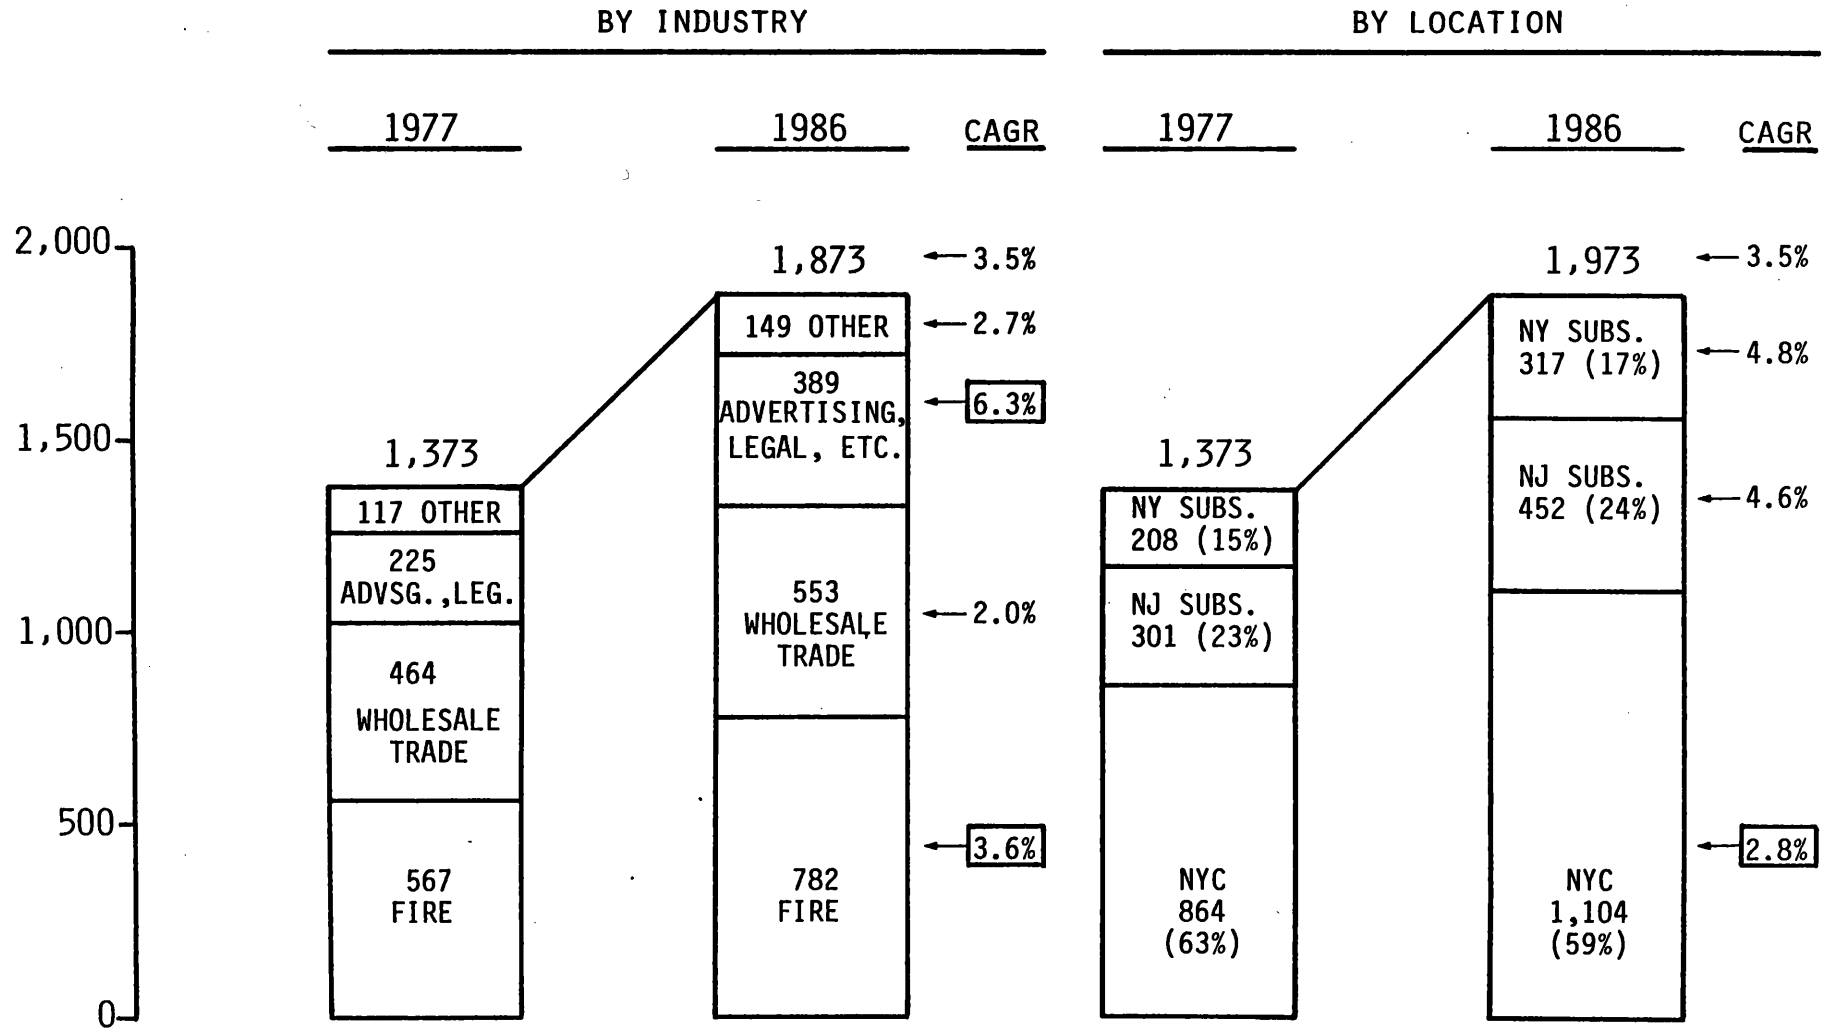 BY INDUSTRY
BY LOCATION
1977
1986
CAGR
1977
1986
CAGR
2,000
1,500
1,000
500
0
1,373
117 OTHER
225
ADVSG.,LEG.
464
WHOLESALE
TRADE
567
FIRE
1,873
149 OTHER
389
ADVERTISING,
LEGAL, ETC.
553
WHOLESALE
TRADE
782
FIRE
3.5%
2.7%
6.3%
2.0%
3.6%
1,373
NY SUBS.
208 (15%)
NJ SUBS.
301 (23%)
NYC
864
(63%)
1,973
NY SUBS.
317 (17%)
NJ SUBS.
452 (24%)
NYC
1,104
(59%)
3.5%
4.8%
4.6%
2.8%